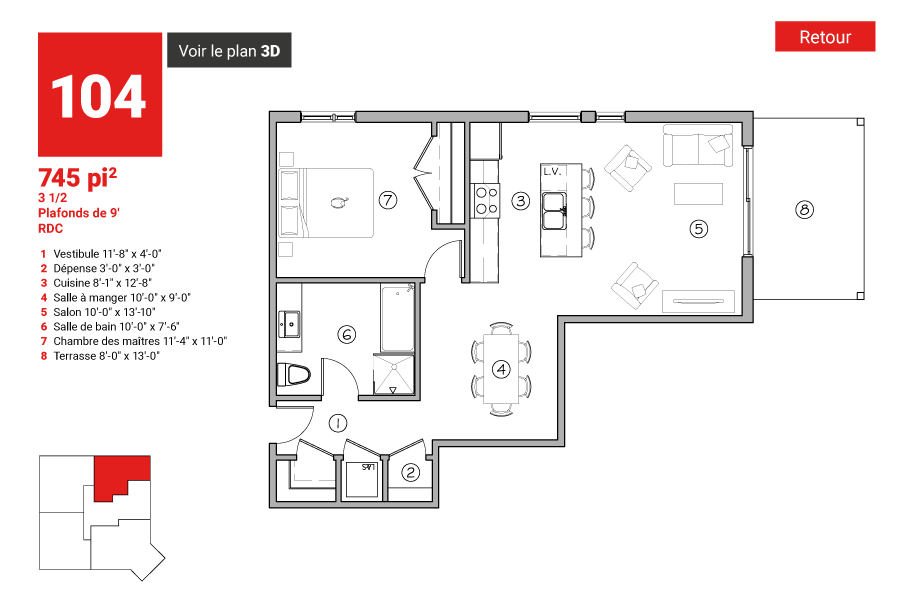 104
Voir le plan 3D
Retour
745 pi²
3 1/2
Plafonds de 9'
RDC
1 Vestibule 11'-8" x 4'-0"
2 Dépense 3'-0" x 3'-0"
3 Cuisine 8'-1" x 12'-8"
4 Salle à manger 10'-0" x 9'-0"
5 Salon 10'-0" x 13'-10"
6 Salle de bain 10'-0" x 7'-6"
7 Chambre des maîtres 11'-4" x 11'-0"
8 Terrasse 8'-0" x 13'-0"
L.V.
7
3
5
8
6
4
1
2